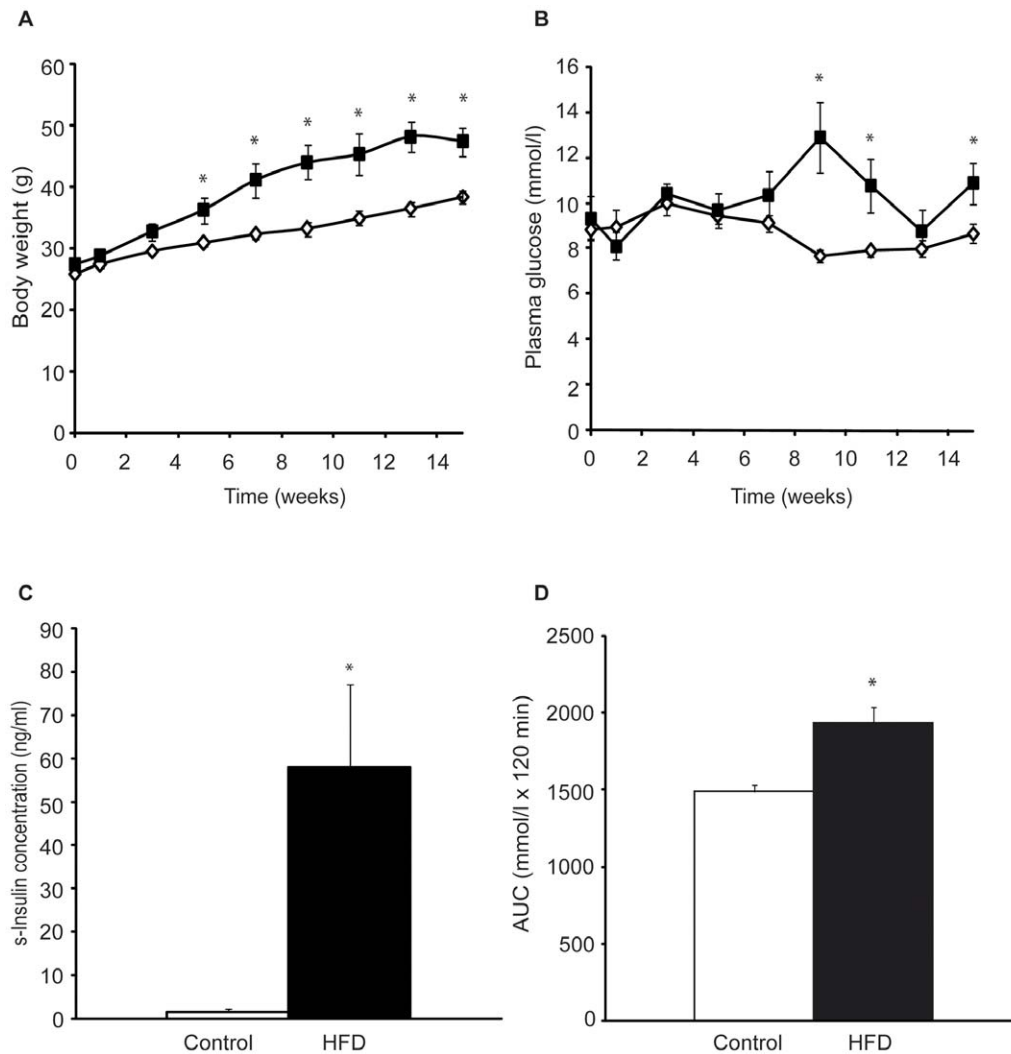 A
Body weight (g)
60
50
40
30
20
10
0
* * * * * *
0 2 4 6 8 10 12 14
Time (weeks)
B
Plasma glucose (mmol/l)
16
14
12
10
8
6
4
2
0
* * *
0 2 4 6 8 10 12 14
Time (weeks)
C
s-Insulin concentration (ng/ml)
90
80
70
60
50
40
30
20
10
0
*
Control HFD
D
AUC (mmol/l x 120 min)
2500
2000
1500
1000
500
0
*
Control HFD